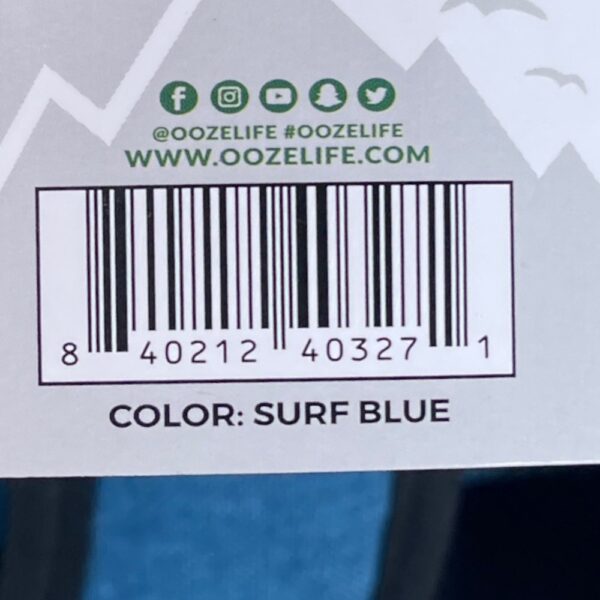 @OOZELIFE #OOZELIFE
WWW.OOZELIFE.COM
8 40212 40327 1
COLOR: SURF BLUE